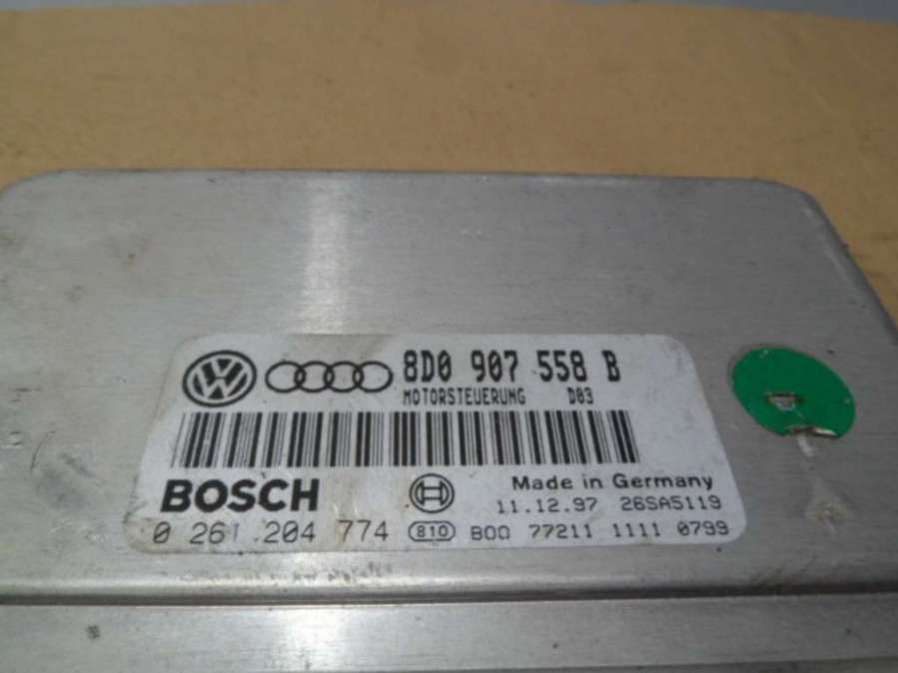 8D0 907 558 B
MOTORSTEUERUNG D03
BOSCH
Made in Germany
11.12.97 26SA5119
0 261 204 774 810 B00 77211 1111 0799